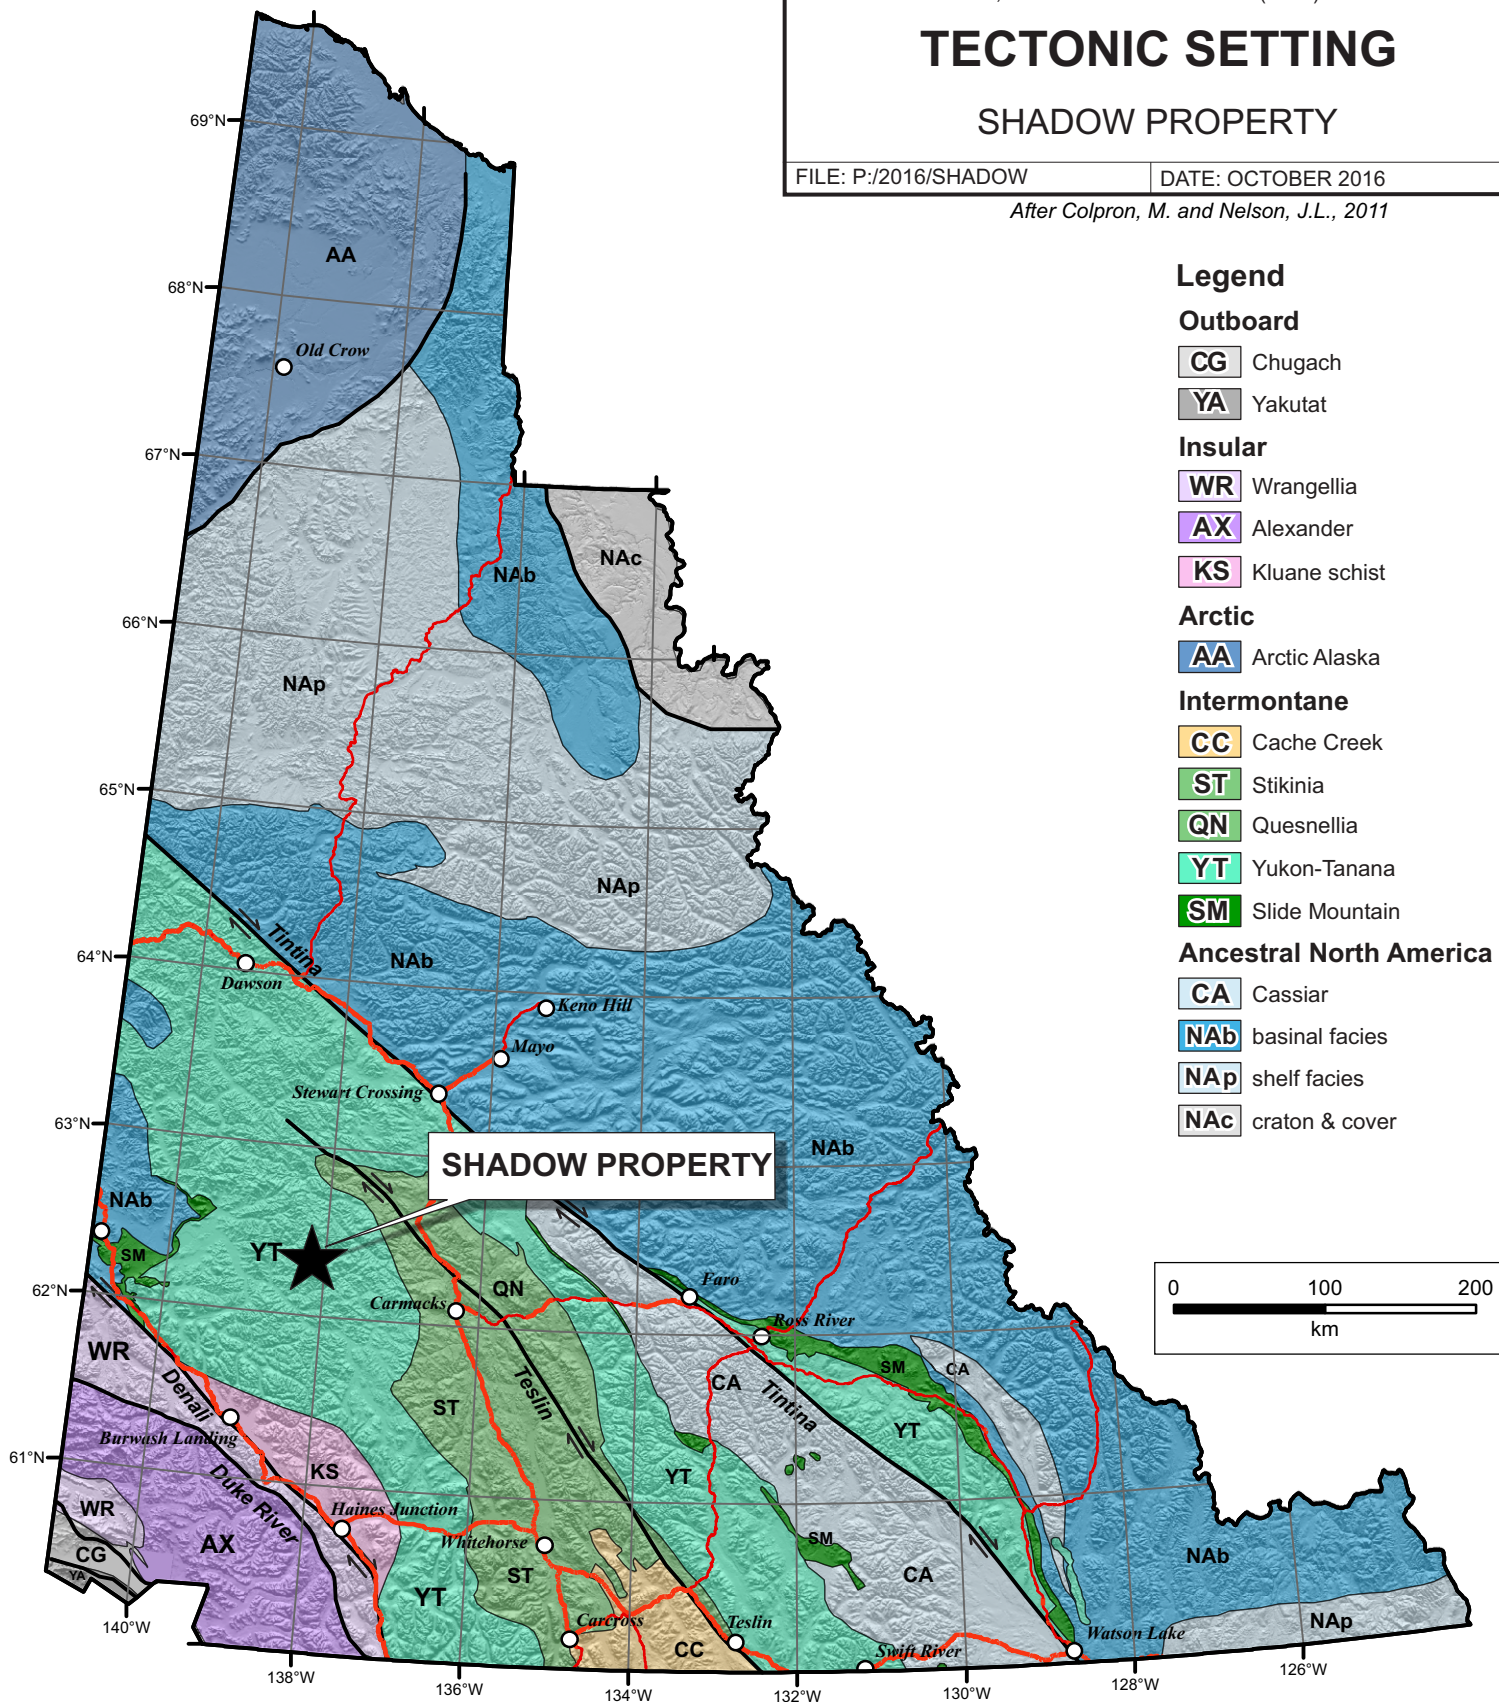 TECTONIC SETTING
SHADOW PROPERTY
FILE: P:/2016/SHADOW
DATE: OCTOBER 2016
After Colpron, M. and Nelson, J.L., 2011
Legend
Outboard
CG Chugach
YA Yakutat
Insular
WR Wrangellia
AX Alexander
KS Kluane schist
Arctic
AA Arctic Alaska
Intermontane
CC Cache Creek
ST Stikinia
QN Quesnellia
YT Yukon-Tanana
SM Slide Mountain
Ancestral North America
CA Cassiar
NAb basinal facies
NAp shelf facies
NAc craton & cover
0 100 200
km
69°N
68°N
67°N
66°N
65°N
64°N
63°N
62°N
61°N
140°W
138°W
136°W
134°W
132°W
130°W
128°W
126°W
AA
Old Crow
NAc
NAb
NAp
NAp
Tintina
NAb
Dawson
Keno Hill
Mayo
Stewart Crossing
NAb
SHADOW PROPERTY
NAb
SM
YT
QN
Carmacks
Faro
Ross River
WR
Denali
Teslin
CA
Tintina
SM
CA
ST
YT
Burwash Landing
KS
Duke River
YT
WR
Haines Junction
AX
Whitehorse
SM
CG
YA
ST
CA
NAb
YT
Carcross
Teslin
CC
Swift River
Watson Lake
NAp